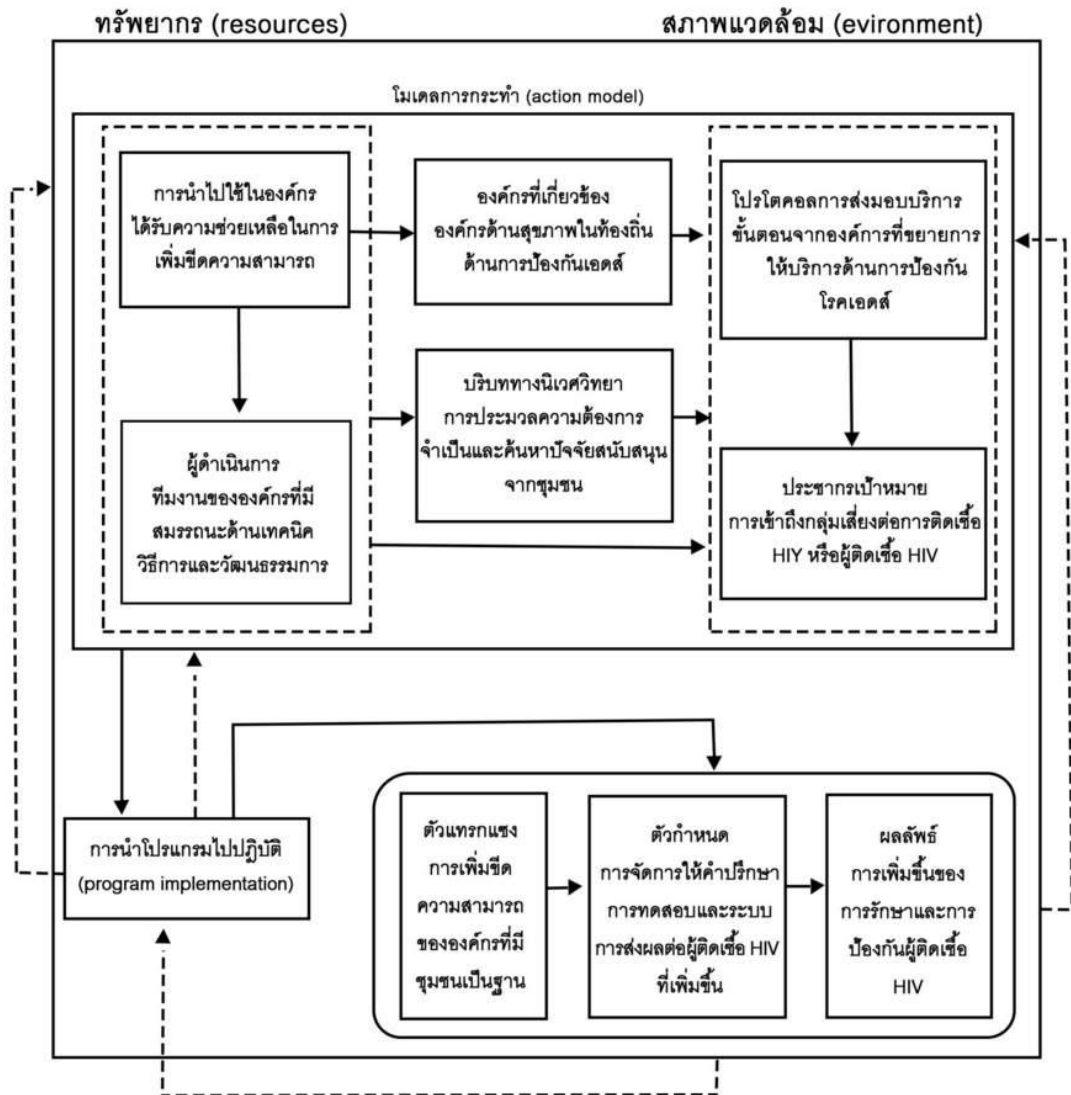 ทรัพยากร (resources)
สภาพแวดล้อม (evironment)
โมเดลการกระทำ (action model)
การนำไปใช้ในองค์กร
ได้รับความช่วยเหลือในการ
เพิ่มขีดความสามารถ
องค์กรที่เกี่ยวข้อง
องค์กรด้านสุขภาพในท้องถิ่น
ด้านการป้องกันเอดส์
โปรโตคอลการส่งมอบบริการ
ขั้นตอนจากองค์การที่ขยายการ
ให้บริการด้านการป้องกัน
โรคเอดส์
ผู้ดำเนินการ
ทีมงานขององค์กรที่มี
สมรรถนะด้านเทคนิค
วิธีการและวัฒนธรรมการ
บริบททางนิเวศวิทยา
การประมวลความต้องการ
จำเป็นและค้นหาปัจจัยสนับสนุน
จากชุมชน
ประชากรเป้าหมาย
การเข้าถึงกลุ่มเสี่ยงต่อการติดเชื้อ
HIY หรือผู้ติดเชื้อ HIV
การนำโปรแกรมไปปฏิบัติ
(program implementation)
ตัวแทรกแซง
การเพิ่มขีด
ความสามารถ
ขององค์กรที่มี
ชุมชนเป็นฐาน
ตัวกำหนด
การจัดการให้คำปรึกษา
การทดสอบและระบบ
การส่งผลต่อผู้ติดเชื้อ HIV
ที่เพิ่มขึ้น
ผลลัพธ์
การเพิ่มขึ้นของ
การรักษาและการ
ป้องกันผู้ติดเชื้อ
HIV